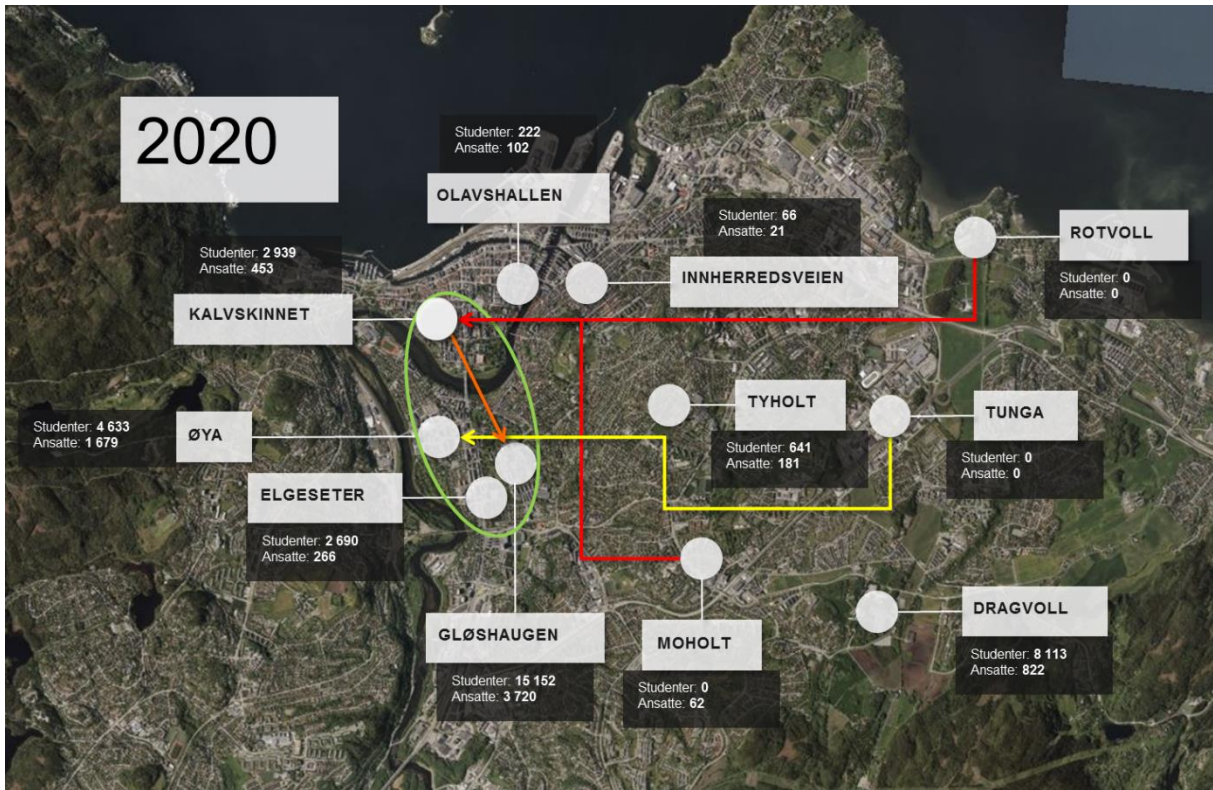 2020
Studenter: 222
Ansatte: 102
OLAVSHALLEN
Studenter: 66
Ansatte: 21
INNHERREDSVEIEN
ROTVOLL
Studenter: 0
Ansatte: 0
Studenter: 2 939
Ansatte: 453
KALVSKINNET
TYHOLT
Studenter: 641
Ansatte: 181
TUNGA
Studenter: 0
Ansatte: 0
Studenter: 4 633
Ansatte: 1 679
ØYA
ELGESETER
Studenter: 2 690
Ansatte: 266
GLØSHAUGEN
Studenter: 15 152
Ansatte: 3 720
MOHOLT
Studenter: 0
Ansatte: 62
DRAGVOLL
Studenter: 8 113
Ansatte: 822